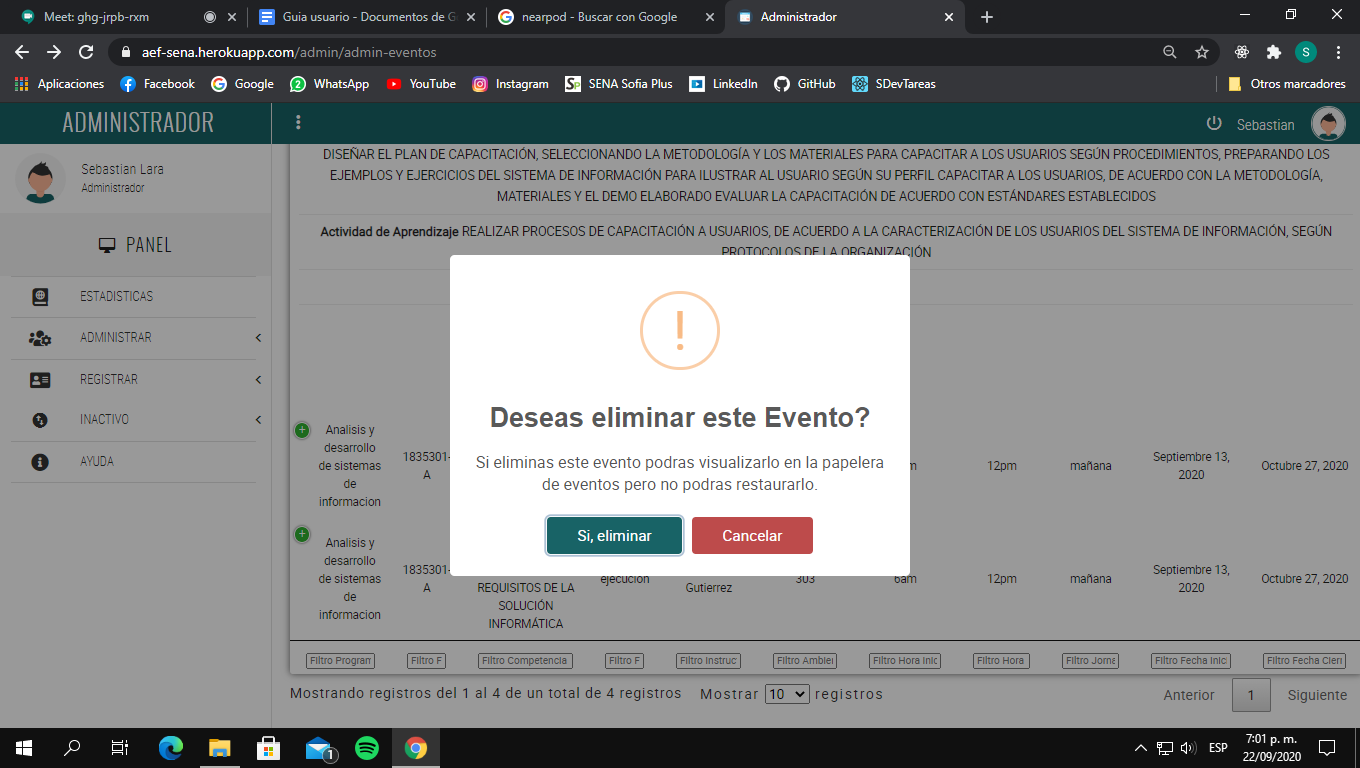 Meet: ghg-jrpb-rxm
Guia usuario - Documentos de G
nearpod - Buscar con Google
Administrador
aef-sena.herokuapp.com/admin/admin-eventos
S
Aplicaciones
Facebook
Google
WhatsApp
YouTube
Instagram
SENA Sofia Plus
LinkedIn
GitHub
SDevTareas
Otros marcadores
ADMINISTRADOR
Sebastian
Sebastian Lara
Administrador
PANEL
ESTADISTICAS
ADMINISTRAR
REGISTRAR
INACTIVO
AYUDA
DISEÑAR EL PLAN DE CAPACITACIÓN, SELECCIONANDO LA METODOLOGÍA Y LOS MATERIALES PARA CAPACITAR A LOS USUARIOS SEGÚN PROCEDIMIENTOS, PREPARANDO LOS
EJEMPLOS Y EJERCICIOS DEL SISTEMA DE INFORMACIÓN PARA ILUSTRAR AL USUARIO SEGÚN SU PERFIL CAPACITAR A LOS USUARIOS, DE ACUERDO CON LA METODOLOGÍA,
MATERIALES Y EL DEMO ELABORADO EVALUAR LA CAPACITACIÓN DE ACUERDO CON ESTÁNDARES ESTABLECIDOS
Actividad de Aprendizaje REALIZAR PROCESOS DE CAPACITACIÓN A USUARIOS, DE ACUERDO A LA CARACTERIZACIÓN DE LOS USUARIOS DEL SISTEMA DE INFORMACIÓN, SEGÚN
PROTOCOLOS DE LA ORGANIZACIÓN
Deseas eliminar este Evento?
Si eliminas este evento podras visualizarlo en la papelera
de eventos pero no podras restaurarlo.
Si, eliminar
Cancelar
Analisis y
desarrollo
de sistemas
de
informacion
1835301-
A
12pm
mañana
Septiembre 13,
2020
Octubre 27, 2020
Analisis y
desarrollo
de sistemas
de
informacion
1835301-
A
REQUISITOS DE LA
SOLUCIÓN
INFORMÁTICA
ejecución
Gutierrez
303
6am
12pm
mañana
Septiembre 13,
2020
Octubre 27, 2020
Filtro Program
Filtro F
Filtro Competencia
Filtro F
Filtro Instruc
Filtro Ambier
Filtro Hora Inic
Filtro Hora
Filtro Jorna
Filtro Fecha Inic
Filtro Fecha Cierr
Mostrando registros del 1 al 4 de un total de 4 registros
Mostrar 10 registros
Anterior 1 Siguiente
1
ESP
7:01 p. m.
22/09/2020